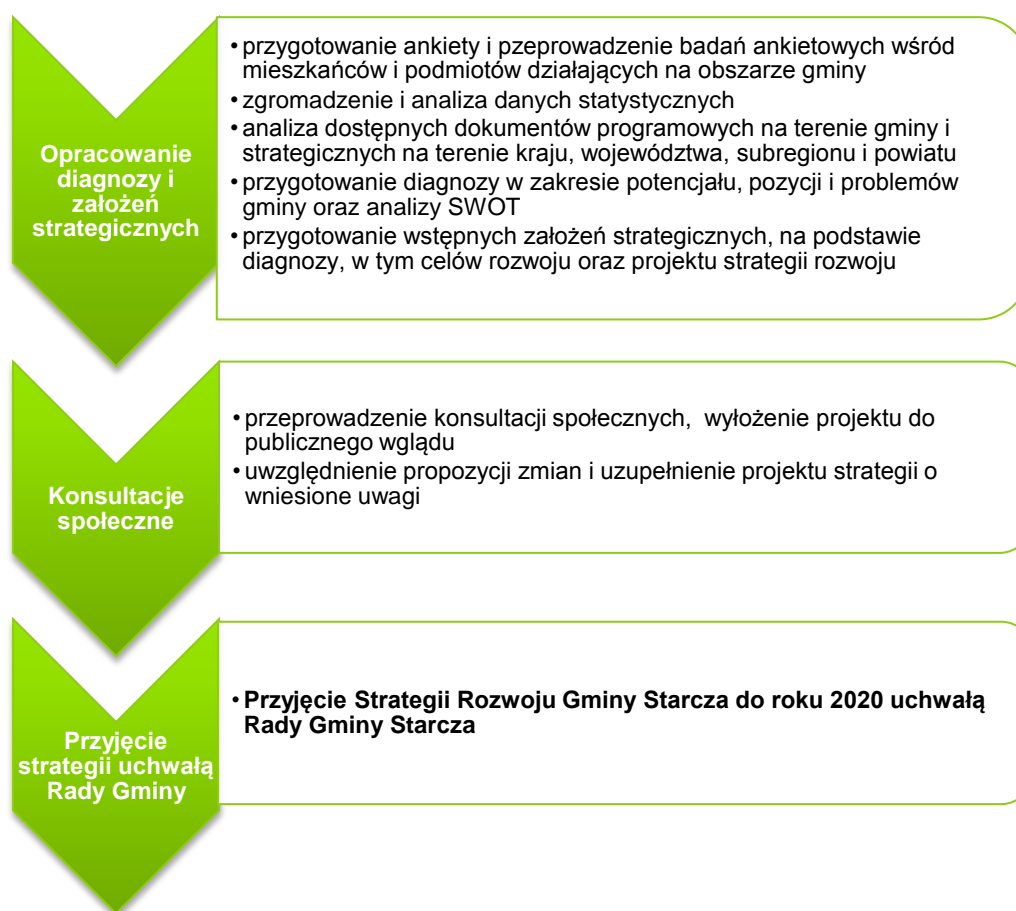 Opracowanie
diagnozy i
założeń
strategicznych
• przygotowanie ankiety i pzeprowadzenie badań ankietowych wśród
mieszkańców i podmiotów działających na obszarze gminy
• zgromadzenie i analiza danych statystycznych
• analiza dostępnych dokumentów programowych na terenie gminy i
strategicznych na terenie kraju, województwa, subregionu i powiatu
• przygotowanie diagnozy w zakresie potencjału, pozycji i problemów
gminy oraz analizy SWOT
• przygotowanie wstępnych założeń strategicznych, na podstawie
diagnozy, w tym celów rozwoju oraz projektu strategii rozwoju
Konsultacje
społeczne
• przeprowadzenie konsultacji społecznych, wyłożenie projektu do
publicznego wglądu
• uwzględnienie propozycji zmian i uzupełnienie projektu strategii o
wniesione uwagi
Przyjęcie
strategii uchwałą
Rady Gminy
• Przyjęcie Strategii Rozwoju Gminy Starcza do roku 2020 uchwałą
Rady Gminy Starcza